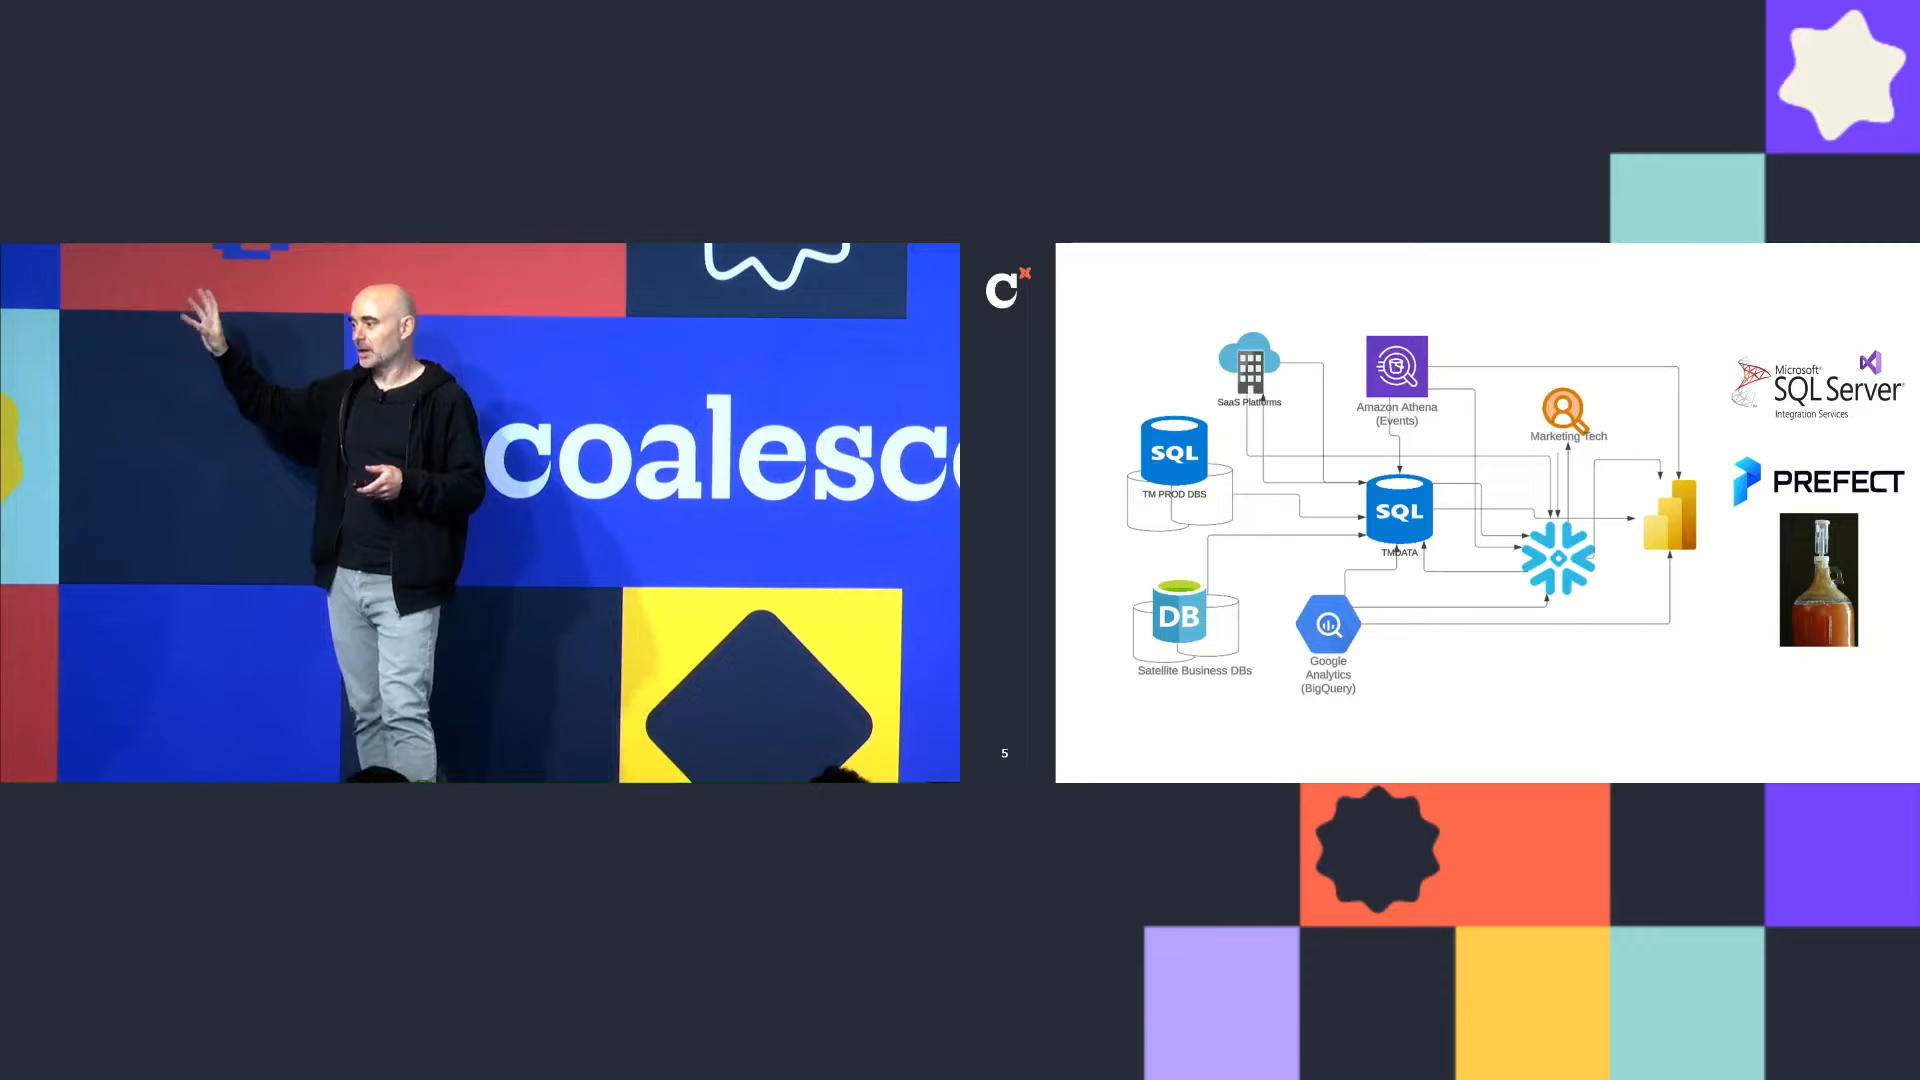 coalesc
c
5
SaaS Platforms
Amazon Athena
(Events)
Marketing Tech
SQL
TM PROD DBS
SQL
TMDATA
DB
Satellite Business DBs
Google
Analytics
(BigQuery)
Microsoft®
SQL Server®
Integration Services
PREFECT